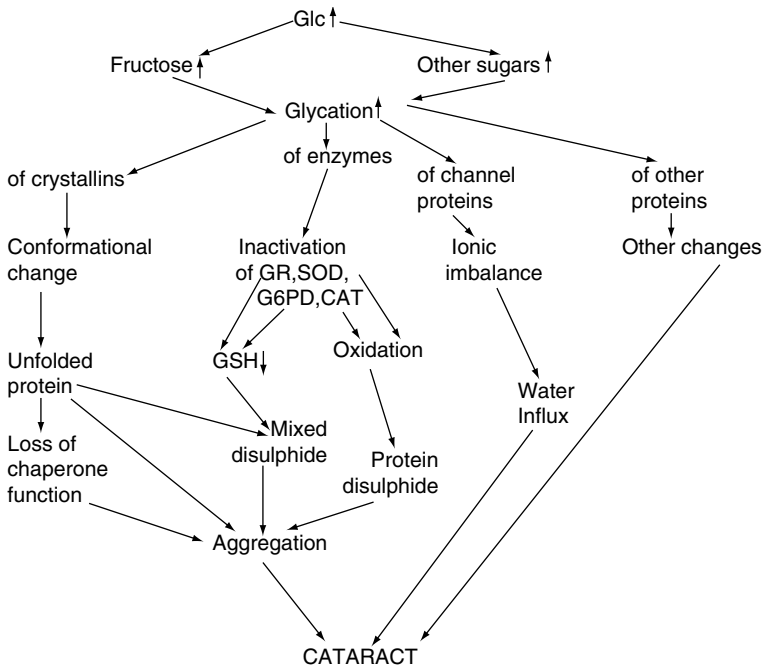 Glc↑
Fructose↑
Other sugars↑
Glycation↑
of crystallins
of enzymes
of channel
proteins
of other
proteins
Conformational
change
Inactivation
of GR,SOD,
G6PD,CAT
Ionic
imbalance
Other changes
Unfolded
protein
GSH↓
Oxidation
Water
Influx
Loss of
chaperone
function
Mixed
disulphide
Protein
disulphide
Aggregation
CATARACT